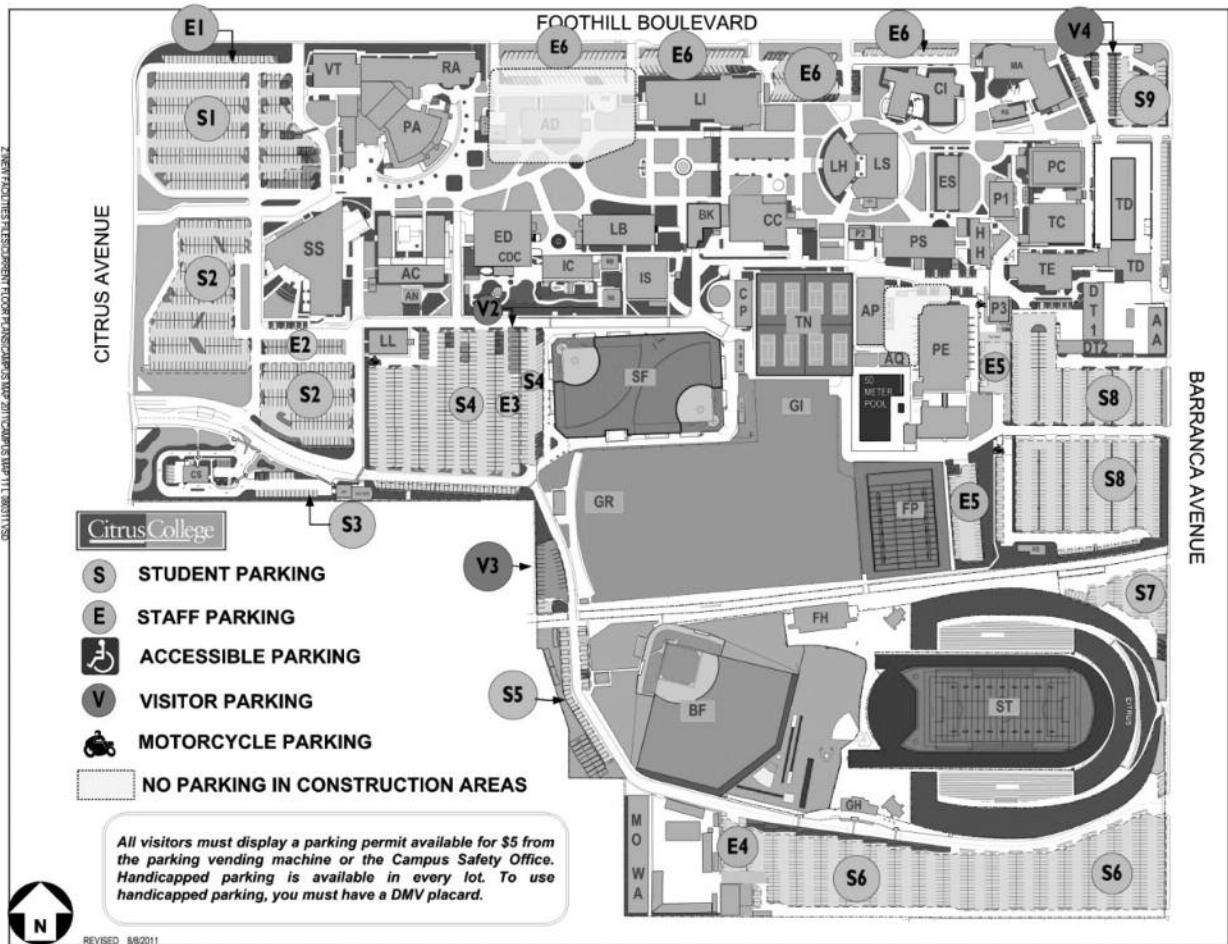 FOOTHILL BOULEVARD
E1
E6
E6
E6
E6
V4
VT
RA
LI
CI
MA
S9
S1
PA
AD
LH
LS
ES
PC
TD
P1
CITRUS AVENUE
SS
ED
CDC
LB
BK
CC
P2
PS
HH
TC
TE
TD
S2
AC
AN
IC
IS
CP
TN
AP
P3
DT1
DT2
AA
V2
E2
LL
S4
SF
PE
AQ
E5
S2
S4
E3
GI
50
METER
POOL
S8
BARRANCA AVENUE
CS
S3
GR
FP
E5
S8
V3
Citrus College
S STUDENT PARKING
E STAFF PARKING
ACCESSIBLE PARKING
V VISITOR PARKING
MOTORCYCLE PARKING
NO PARKING IN CONSTRUCTION AREAS
S7
FH
S5
BF
ST
CITRUS
GH
MO WA
E4
S6
S6
All visitors must display a parking permit available for $5 from
the parking vending machine or the Campus Safety Office.
Handicapped parking is available in every lot. To use
handicapped parking, you must have a DMV placard.
N
REVISED 8/8/2011